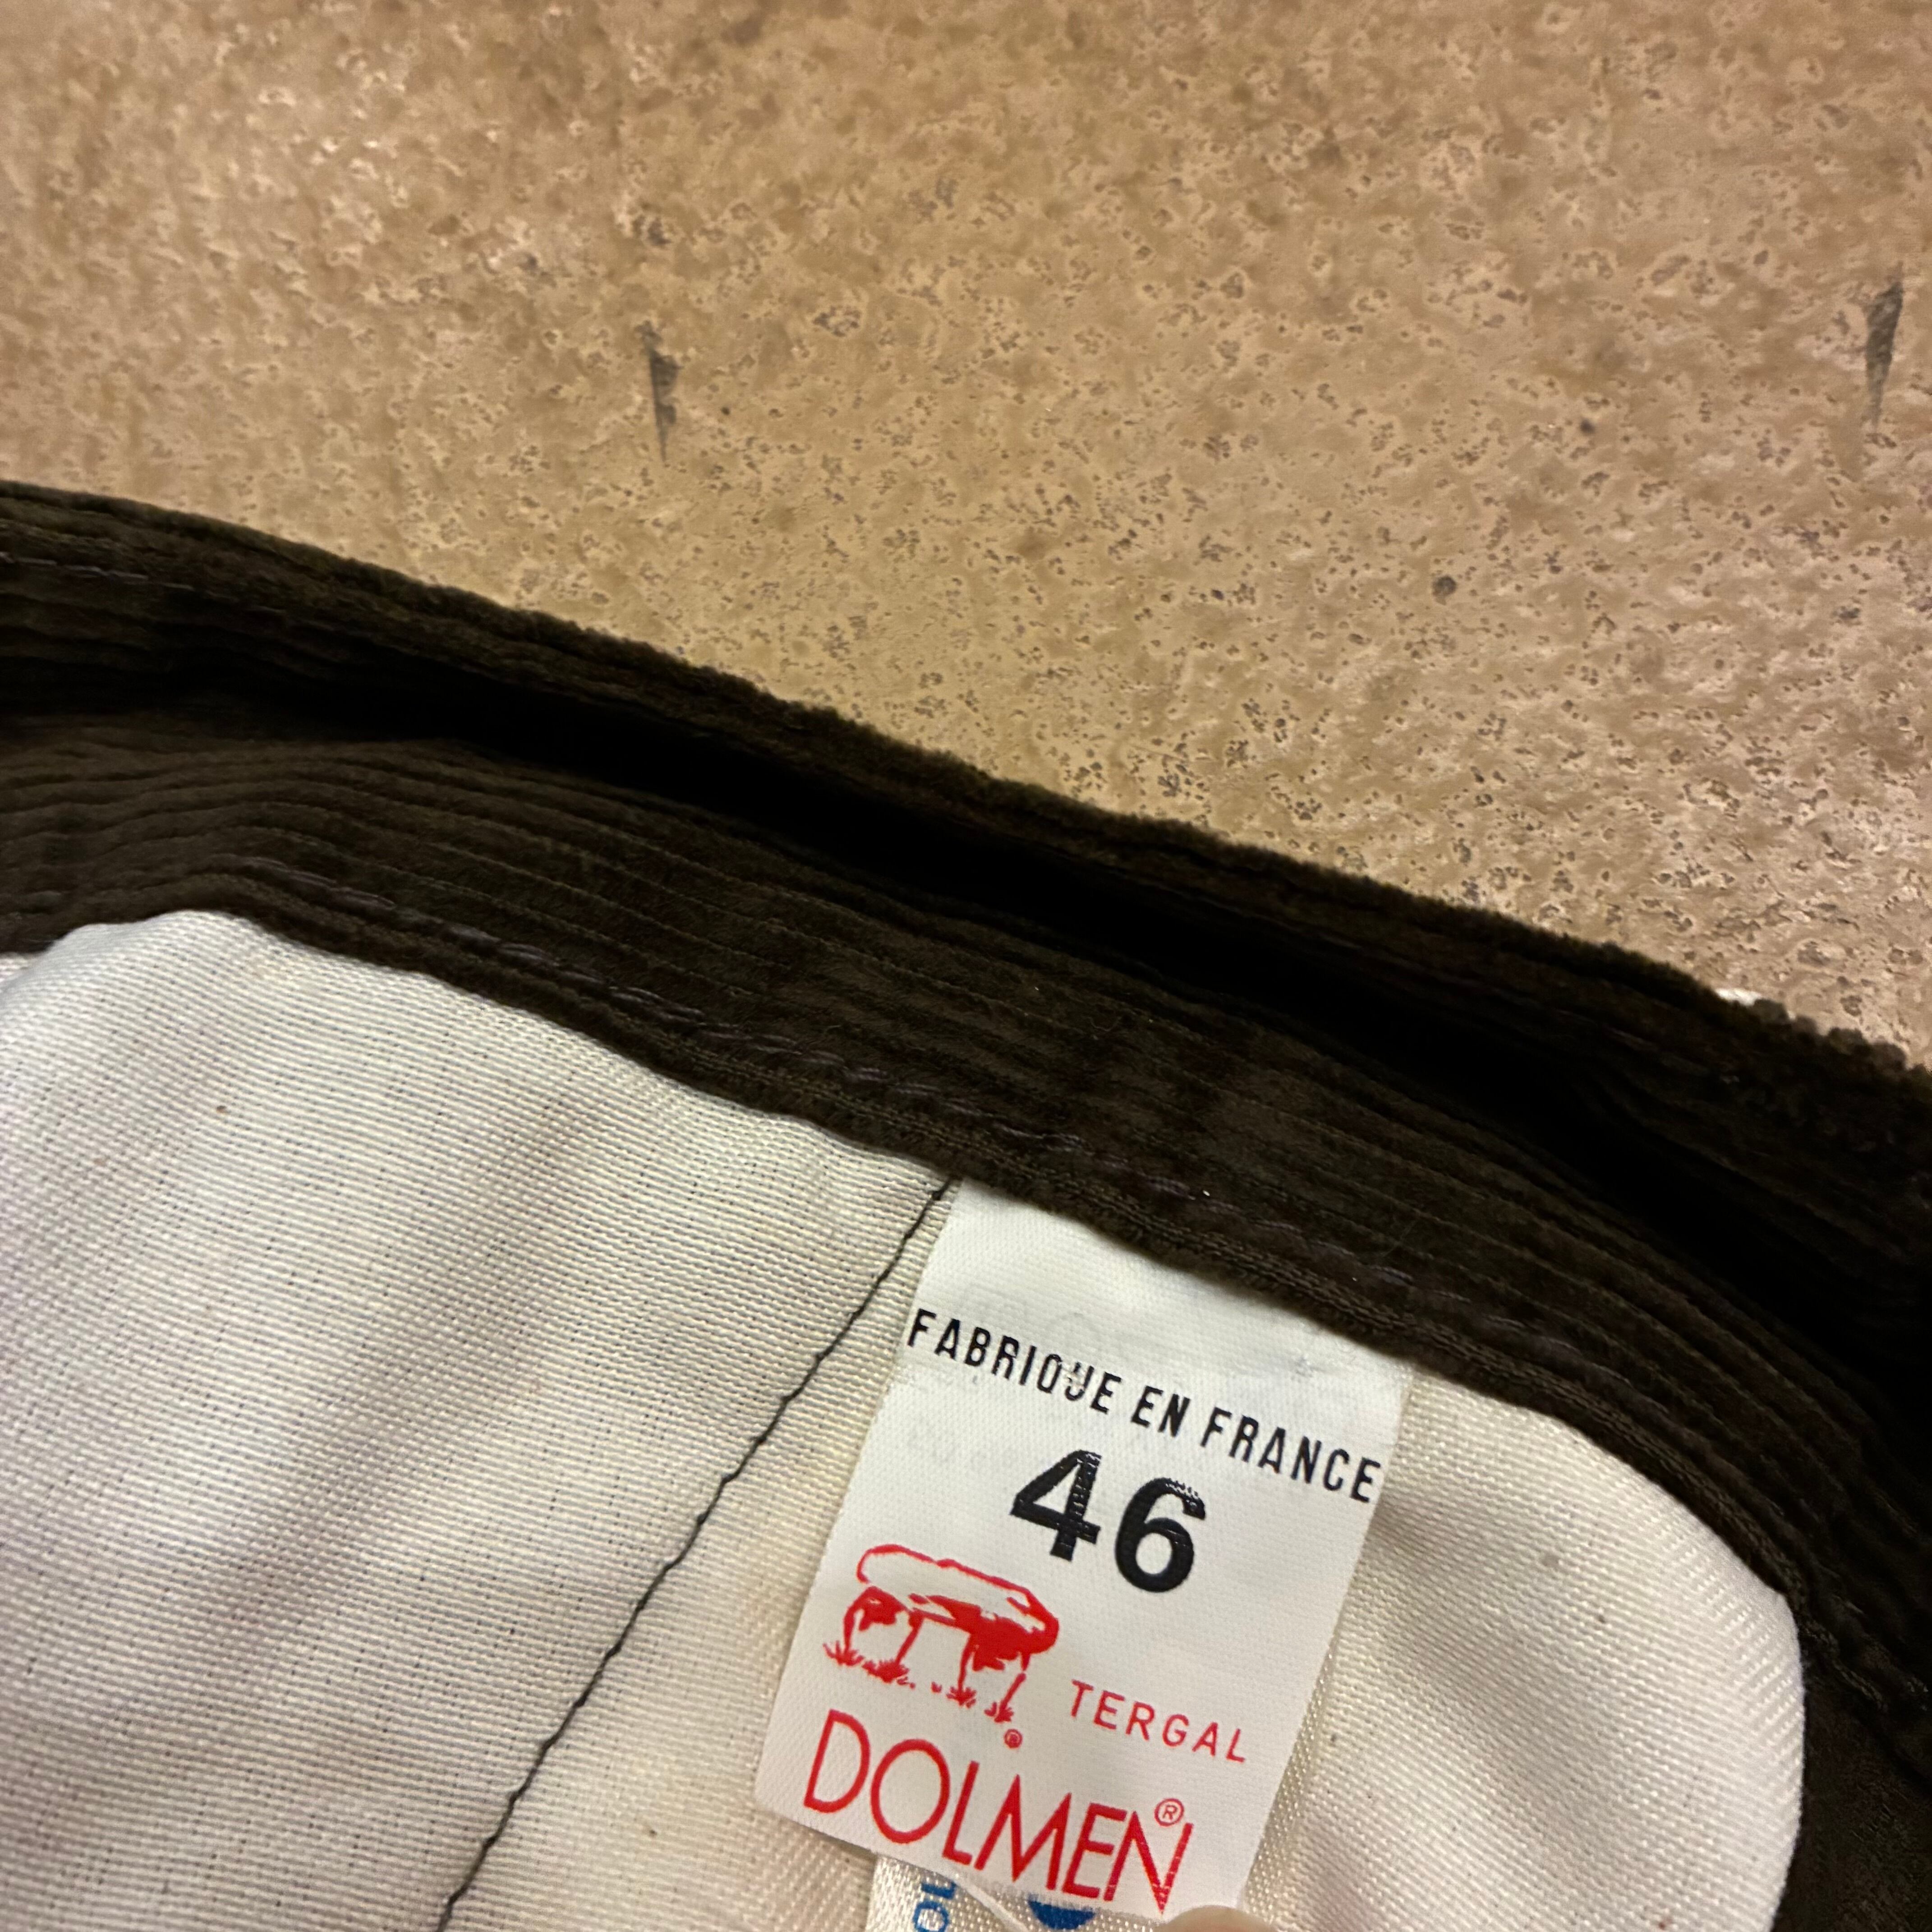 FABRIQUE EN FRANCE
46
TERGAL
®
DOLMEN®